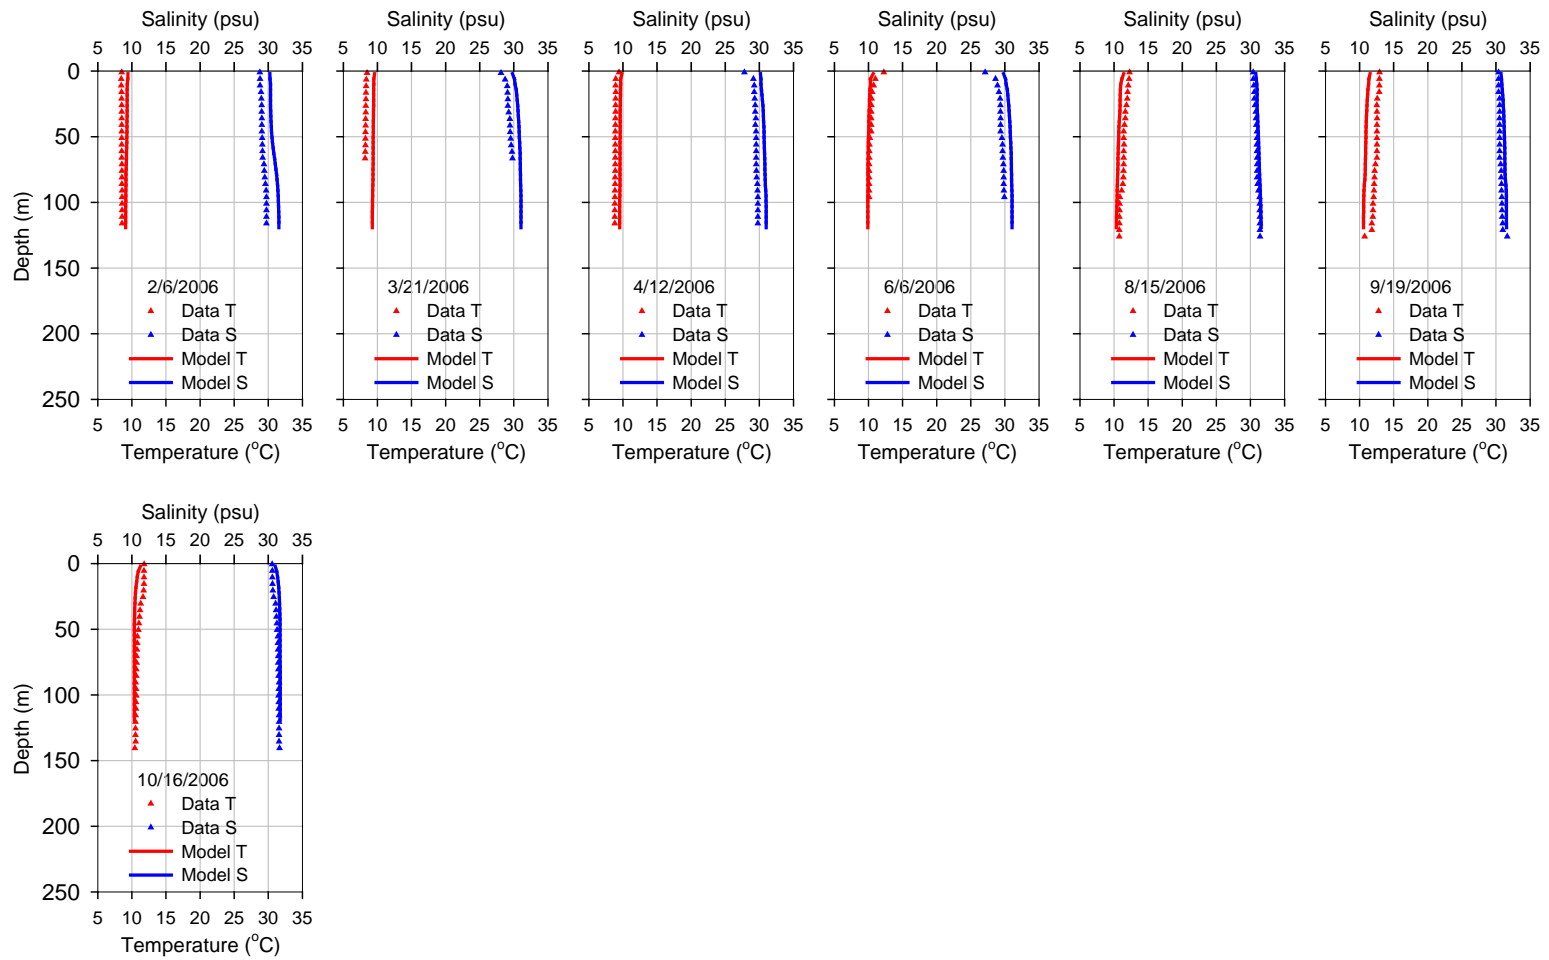 Salinity (psu) Salinity (psu) Salinity (psu) Salinity (psu) Salinity (psu) Salinity (psu)
5 10 15 20 25 30 35 5 10 15 20 25 30 35 5 10 15 20 25 30 35 5 10 15 20 25 30 35 5 10 15 20 25 30 35 5 10 15 20 25 30 35
0
50
100
150
200
250
Depth (m)
2/6/2006 3/21/2006 4/12/2006 6/6/2006 8/15/2006 9/19/2006
Data T Data T Data T Data T Data T Data T
Data S Data S Data S Data S Data S Data S
Model T Model T Model T Model T Model T Model T
Model S Model S Model S Model S Model S Model S
5 10 15 20 25 30 35 5 10 15 20 25 30 35 5 10 15 20 25 30 35 5 10 15 20 25 30 35 5 10 15 20 25 30 35 5 10 15 20 25 30 35
Temperature (°C) Temperature (°C) Temperature (°C) Temperature (°C) Temperature (°C) Temperature (°C)
Salinity (psu)
5 10 15 20 25 30 35
0
50
100
150
200
250
Depth (m)
10/16/2006
Data T
Data S
Model T
Model S
5 10 15 20 25 30 35
Temperature (°C)